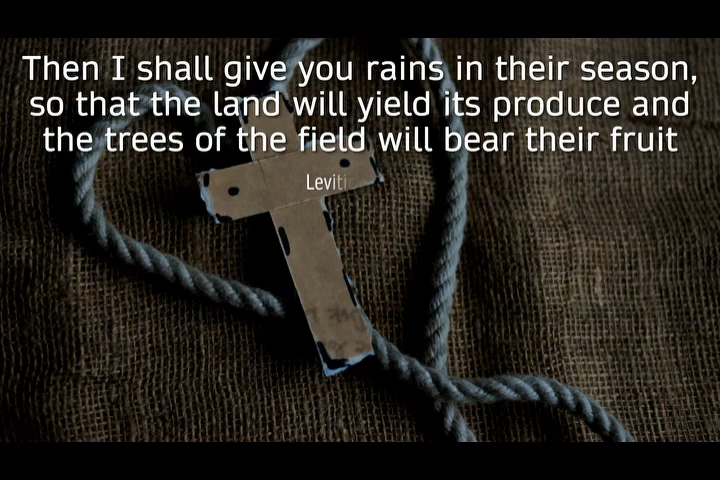 Then I shall give you rains in their season,
so that the land will yield its produce and
the trees of the field will bear their fruit
Leviti